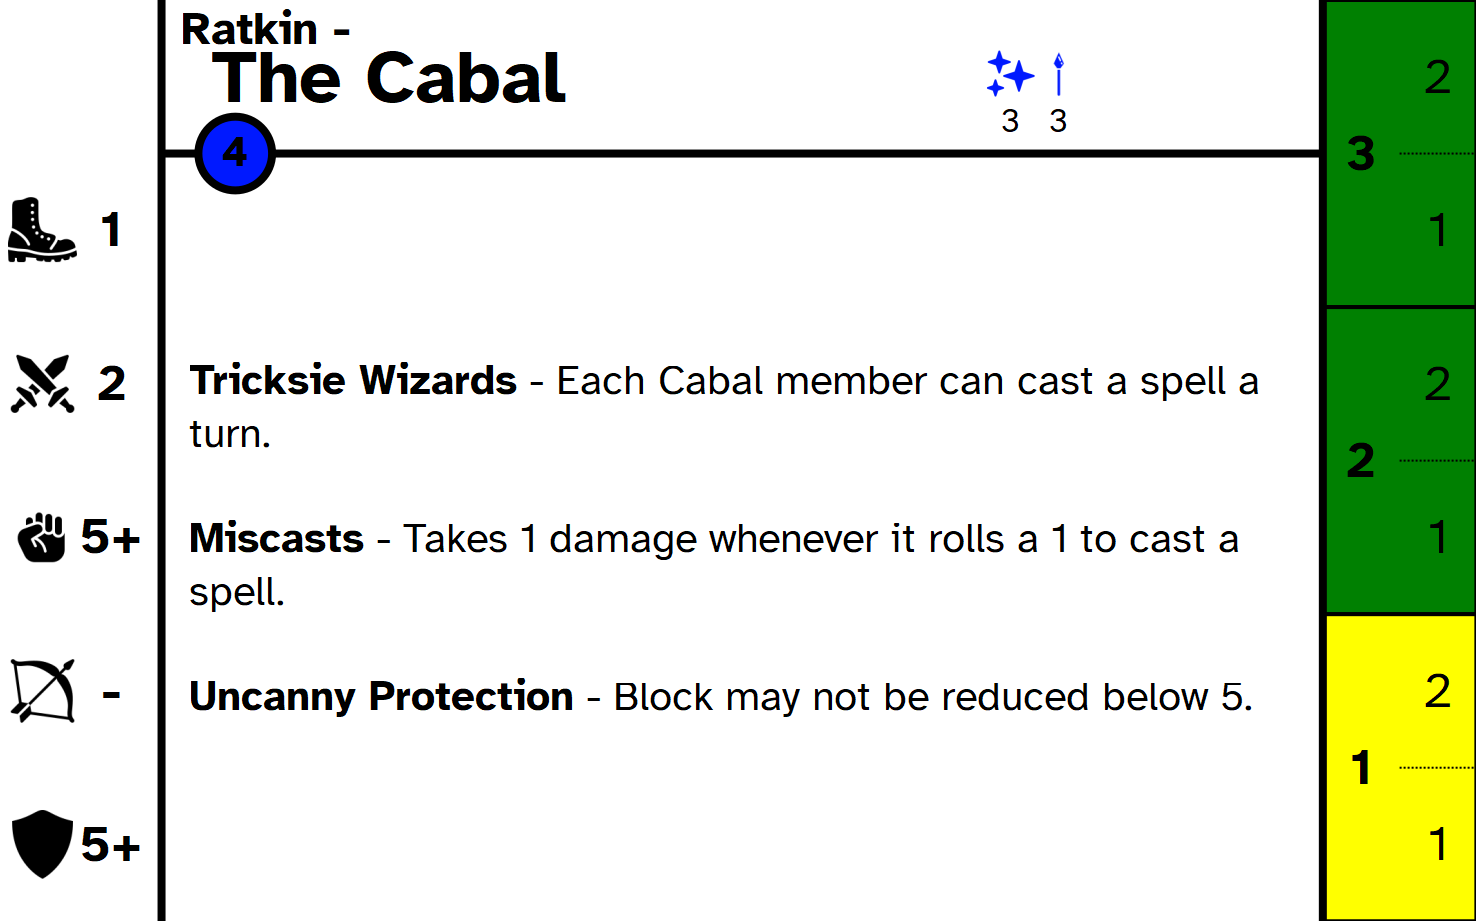 Ratkin -
The Cabal
3 3
4
1
2
5+
-
5+
Tricksie Wizards - Each Cabal member can cast a spell a
turn.
Miscasts - Takes 1 damage whenever it rolls a 1 to cast a
spell.
Uncanny Protection - Block may not be reduced below 5.
2
3
1
2
2
1
2
1
1